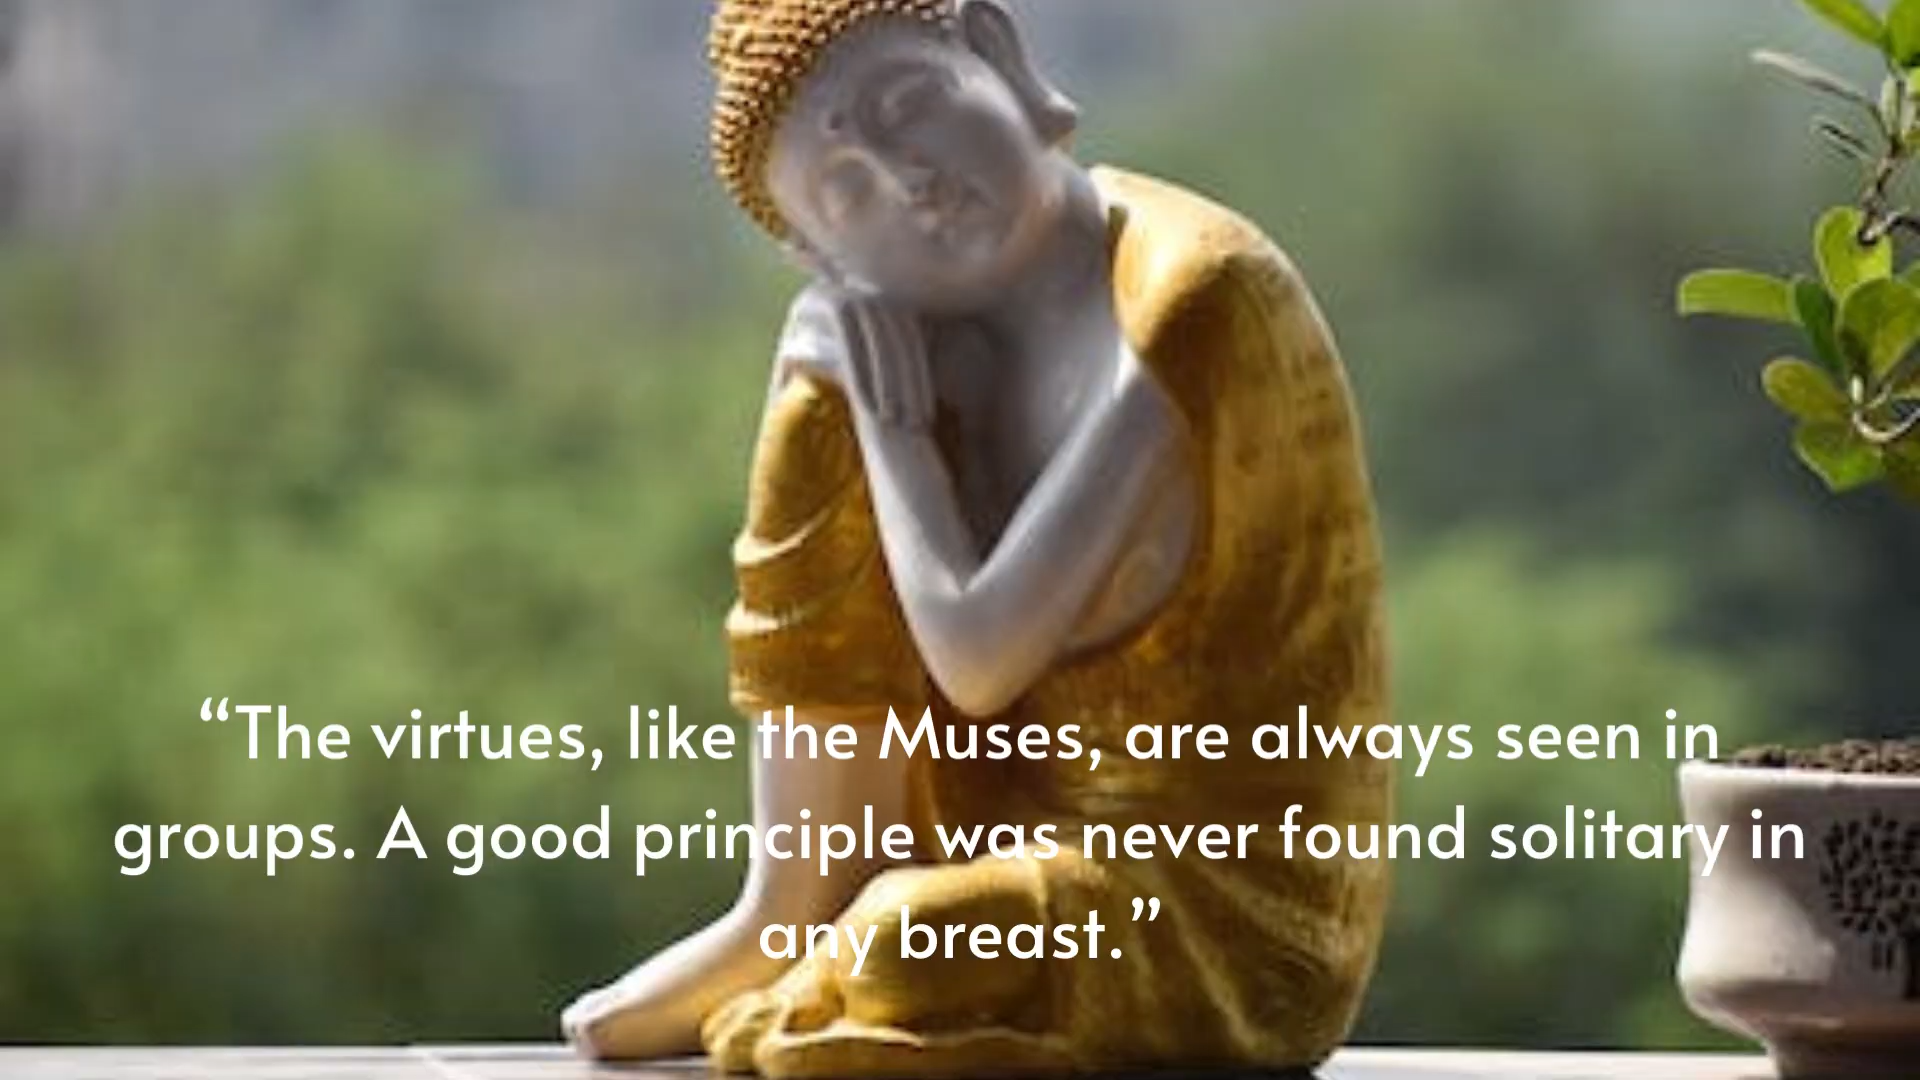 “The virtues, like the Muses, are always seen in
groups. A good principle was never found solitary in
any breast.”